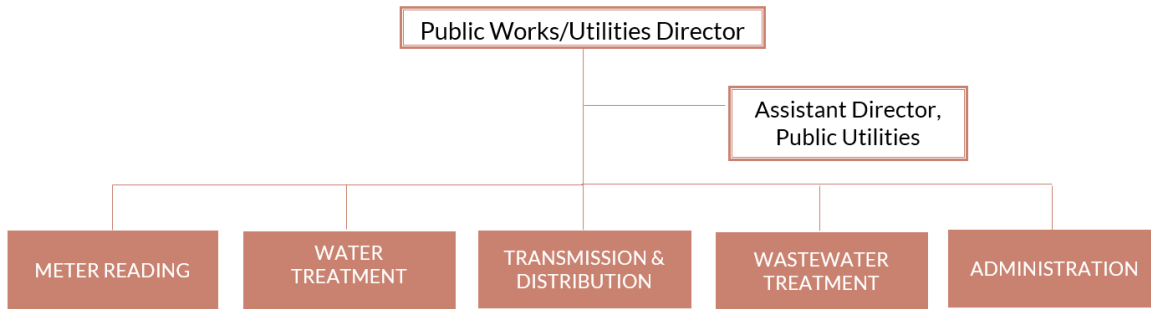 Public Works/Utilities Director
Assistant Director,
Public Utilities
METER READING
WATER
TREATMENT
TRANSMISSION &
DISTRIBUTION
WASTEWATER
TREATMENT
ADMINISTRATION